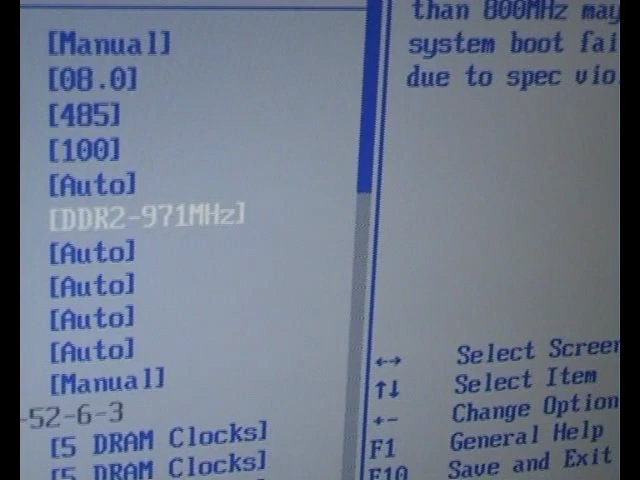 [Manual]
[08.0]
[485]
[100]
[Auto]
[DDR2-971MHz]
[Auto]
[Auto]
[Auto]
[Auto]
[Manual]
-52-6-3
[5 DRAM Clocks]
[5 DRAM Clocks]
than 800MHz may
system boot fai
due to spec vio
←→ Select Screen
↑↓ Select Item
+- Change Option
F1 General Help
F10 Save and Exit